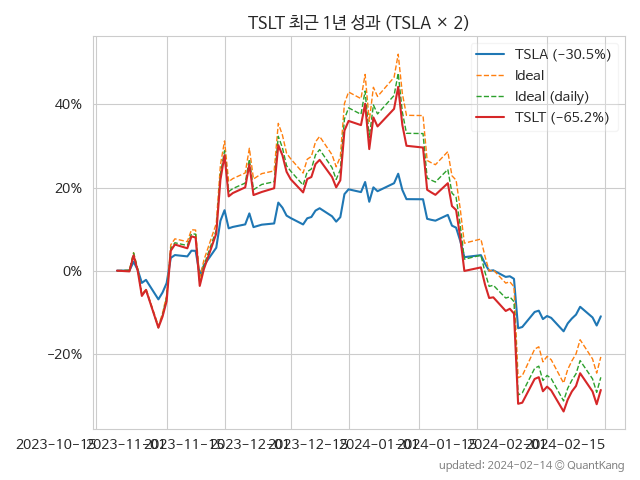 TSLT 최근 1년 성과 (TSLA × 2)
TSLA (−30.5%)
Ideal
Ideal (daily)
TSLT (−65.2%)
40%
20%
0%
−20%
2023-10-15
2023-11-01
2023-11-15
2023-12-01
2023-12-15
2024-01-01
2024-01-15
2024-02-01
2024-02-15
updated: 2024-02-14 © QuantKang